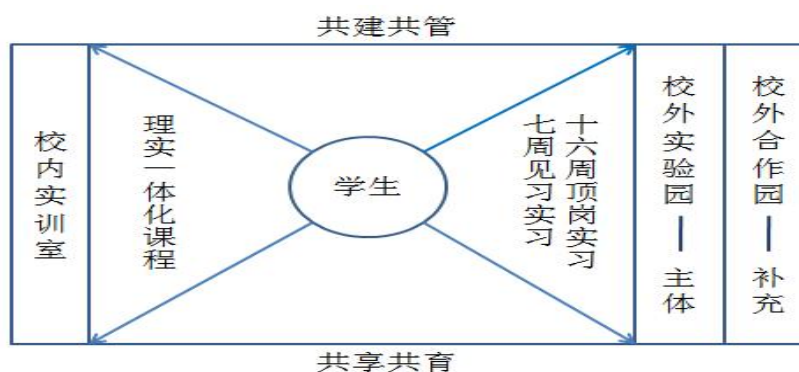 共建共管
校内实训室
理实一体化课程
学生
七周见习实习
十六周顶岗实习
校外实验园—主体
校外合作园—补充
共享共育